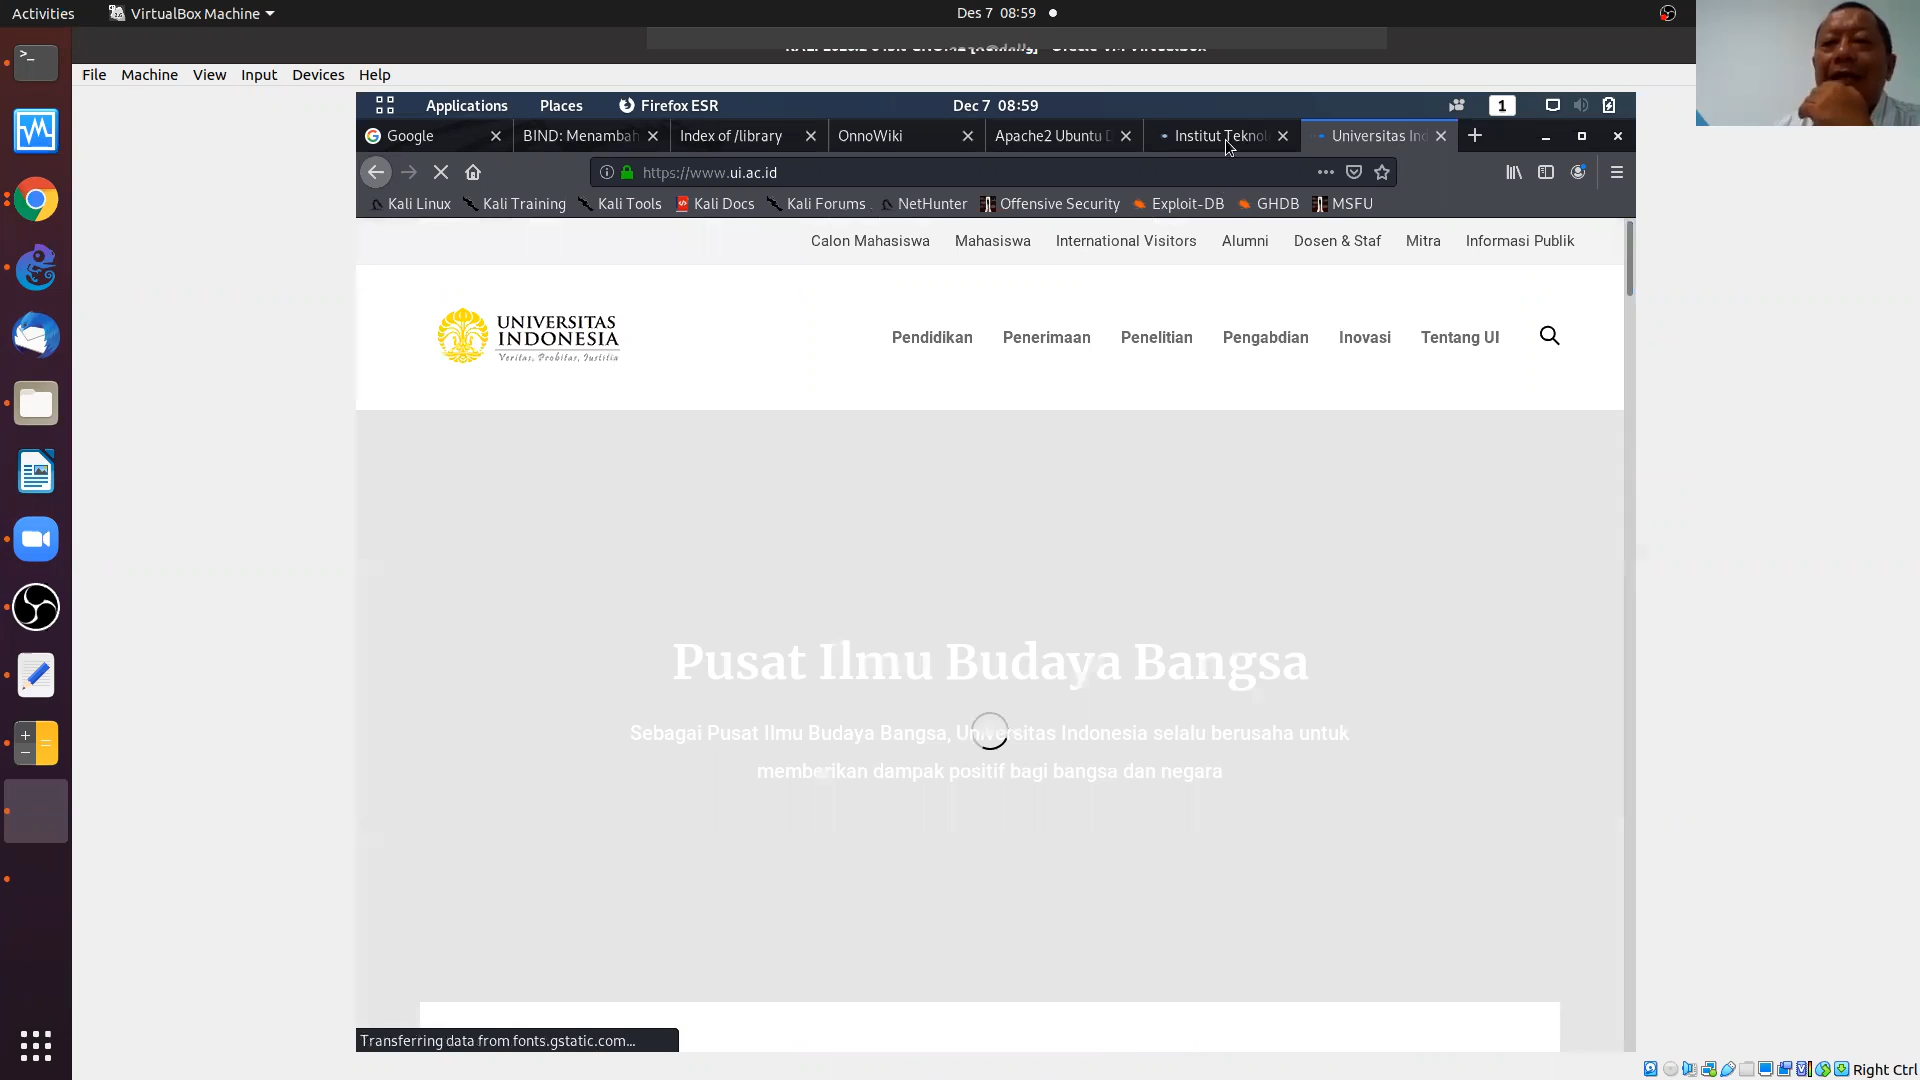 Activities
VirtualBox Machine
Des 7 08:59
File Machine View Input Devices Help
Applications Places Firefox ESR Dec 7 08:59 1
Google
BIND: Menambah
Index of /library
OnnoWiki
Apache2 Ubuntu D
Institut Teknol
Universitas Ind
https://www.ui.ac.id
Kali Linux Kali Training Kali Tools Kali Docs Kali Forums NetHunter Offensive Security Exploit-DB GHDB MSFU
Calon Mahasiswa Mahasiswa International Visitors Alumni Dosen & Staf Mitra Informasi Publik
UNIVERSITAS
INDONESIA
Veritas, Probitas, Justitia
Pendidikan Penerimaan Penelitian Pengabdian Inovasi Tentang UI
Pusat Ilmu Budaya Bangsa
Sebagai Pusat Ilmu Budaya Bangsa, Universitas Indonesia selalu berusaha untuk
memberikan dampak positif bagi bangsa dan negara
Transferring data from fonts.gstatic.com...
Right Ctrl